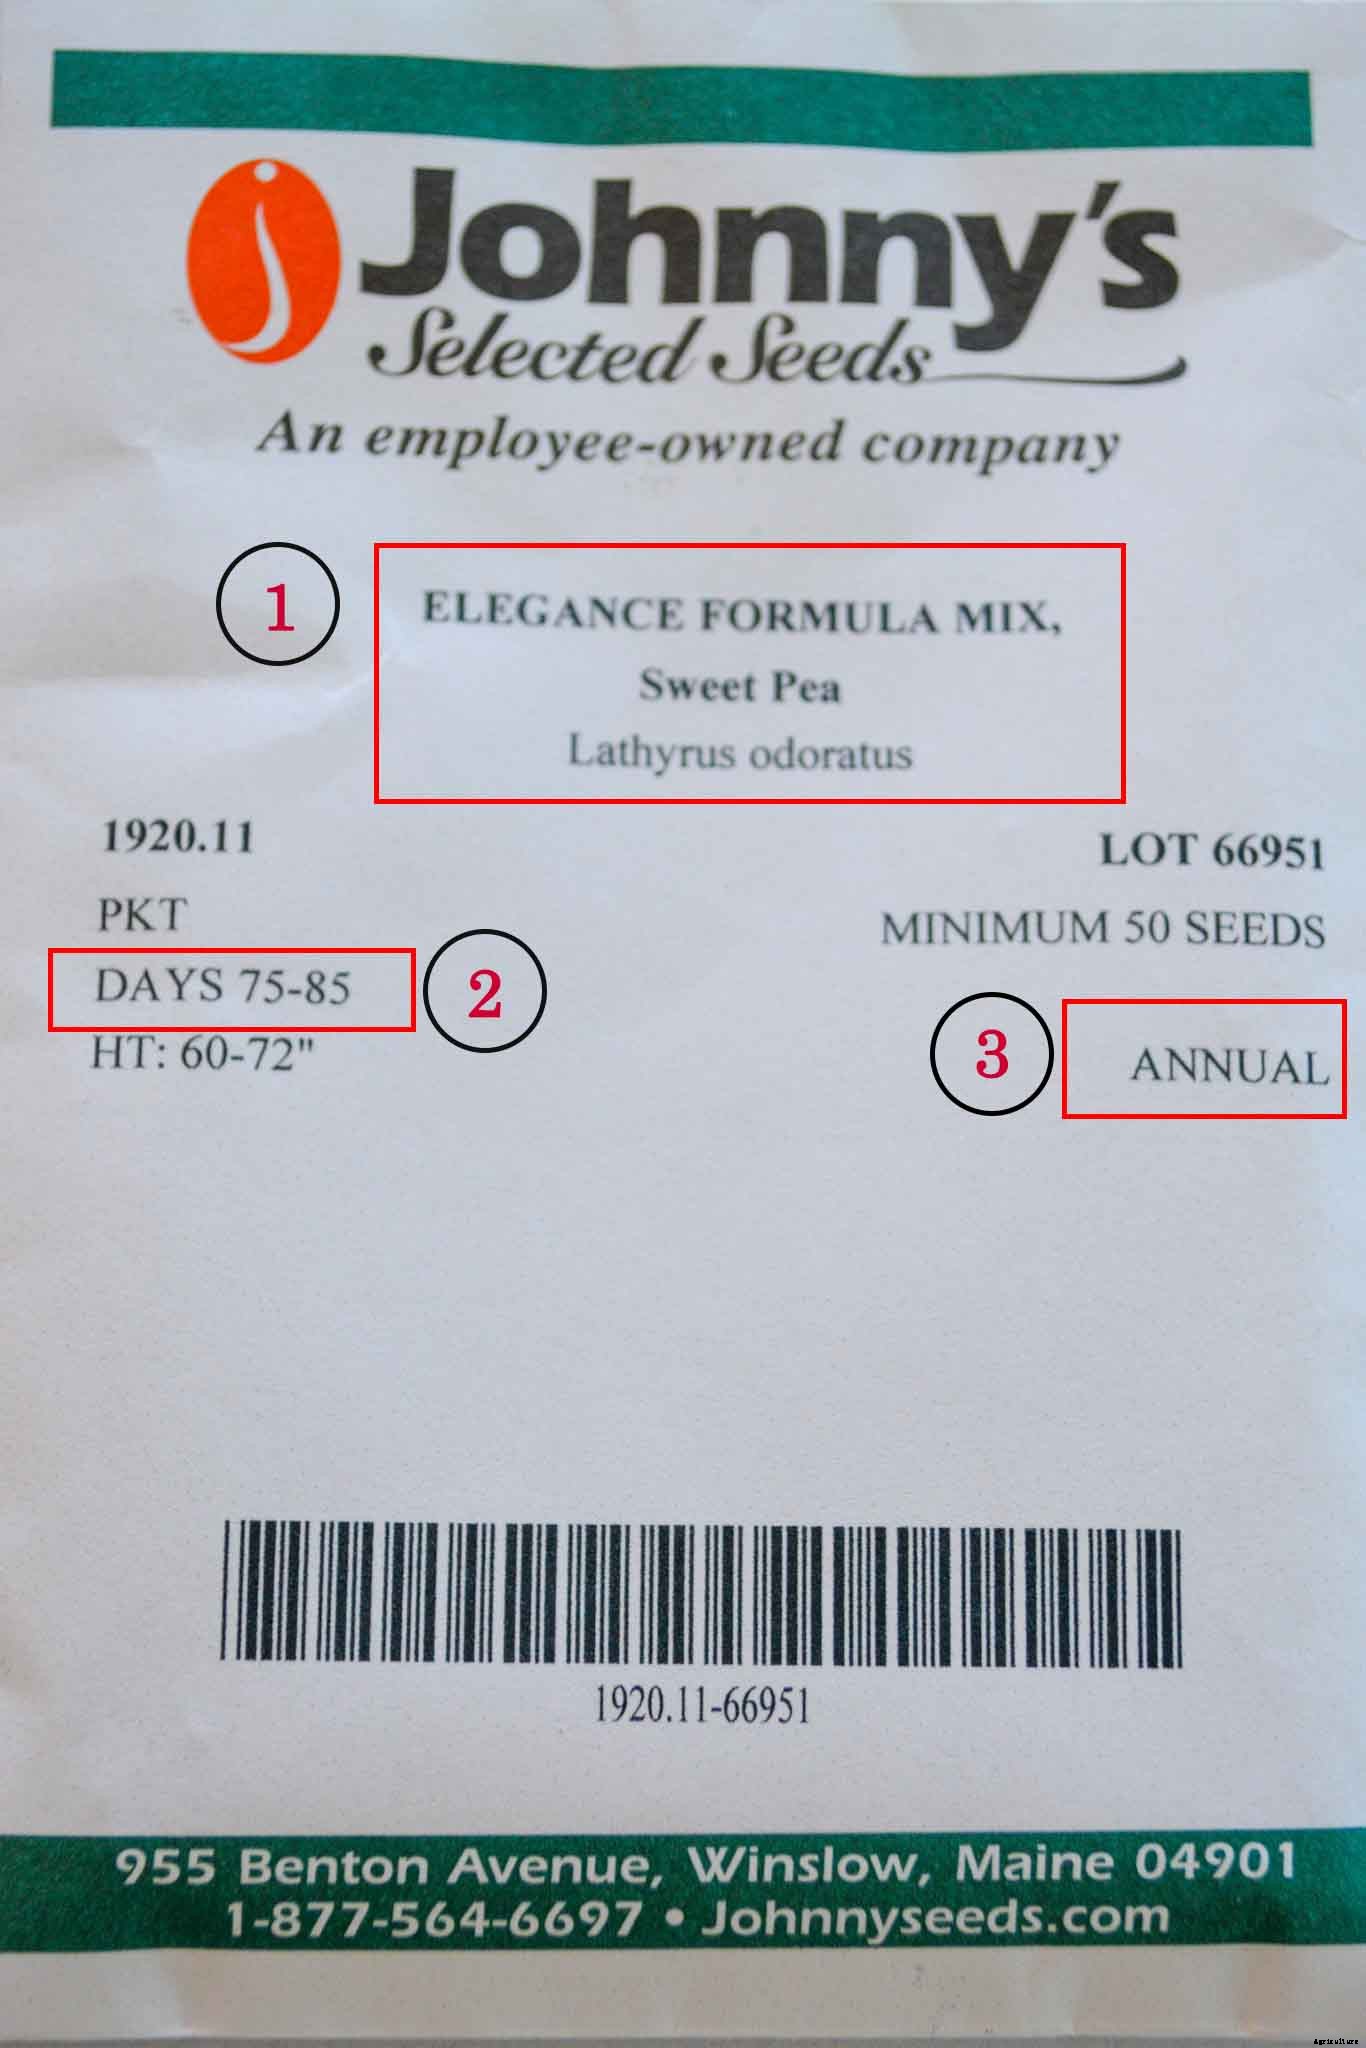 Johnny's
Selected Seeds
An employee-owned company
1
ELEGANCE FORMULA MIX,
Sweet Pea
Lathyrus odoratus
1920.11
LOT 66951
PKT
MINIMUM 50 SEEDS
DAYS 75-85
2
HT: 60-72"
3
ANNUAL
1920.11-66951
955 Benton Avenue, Winslow, Maine 04901
1-877-564-6697 • Johnnyseeds.com
Agriculture